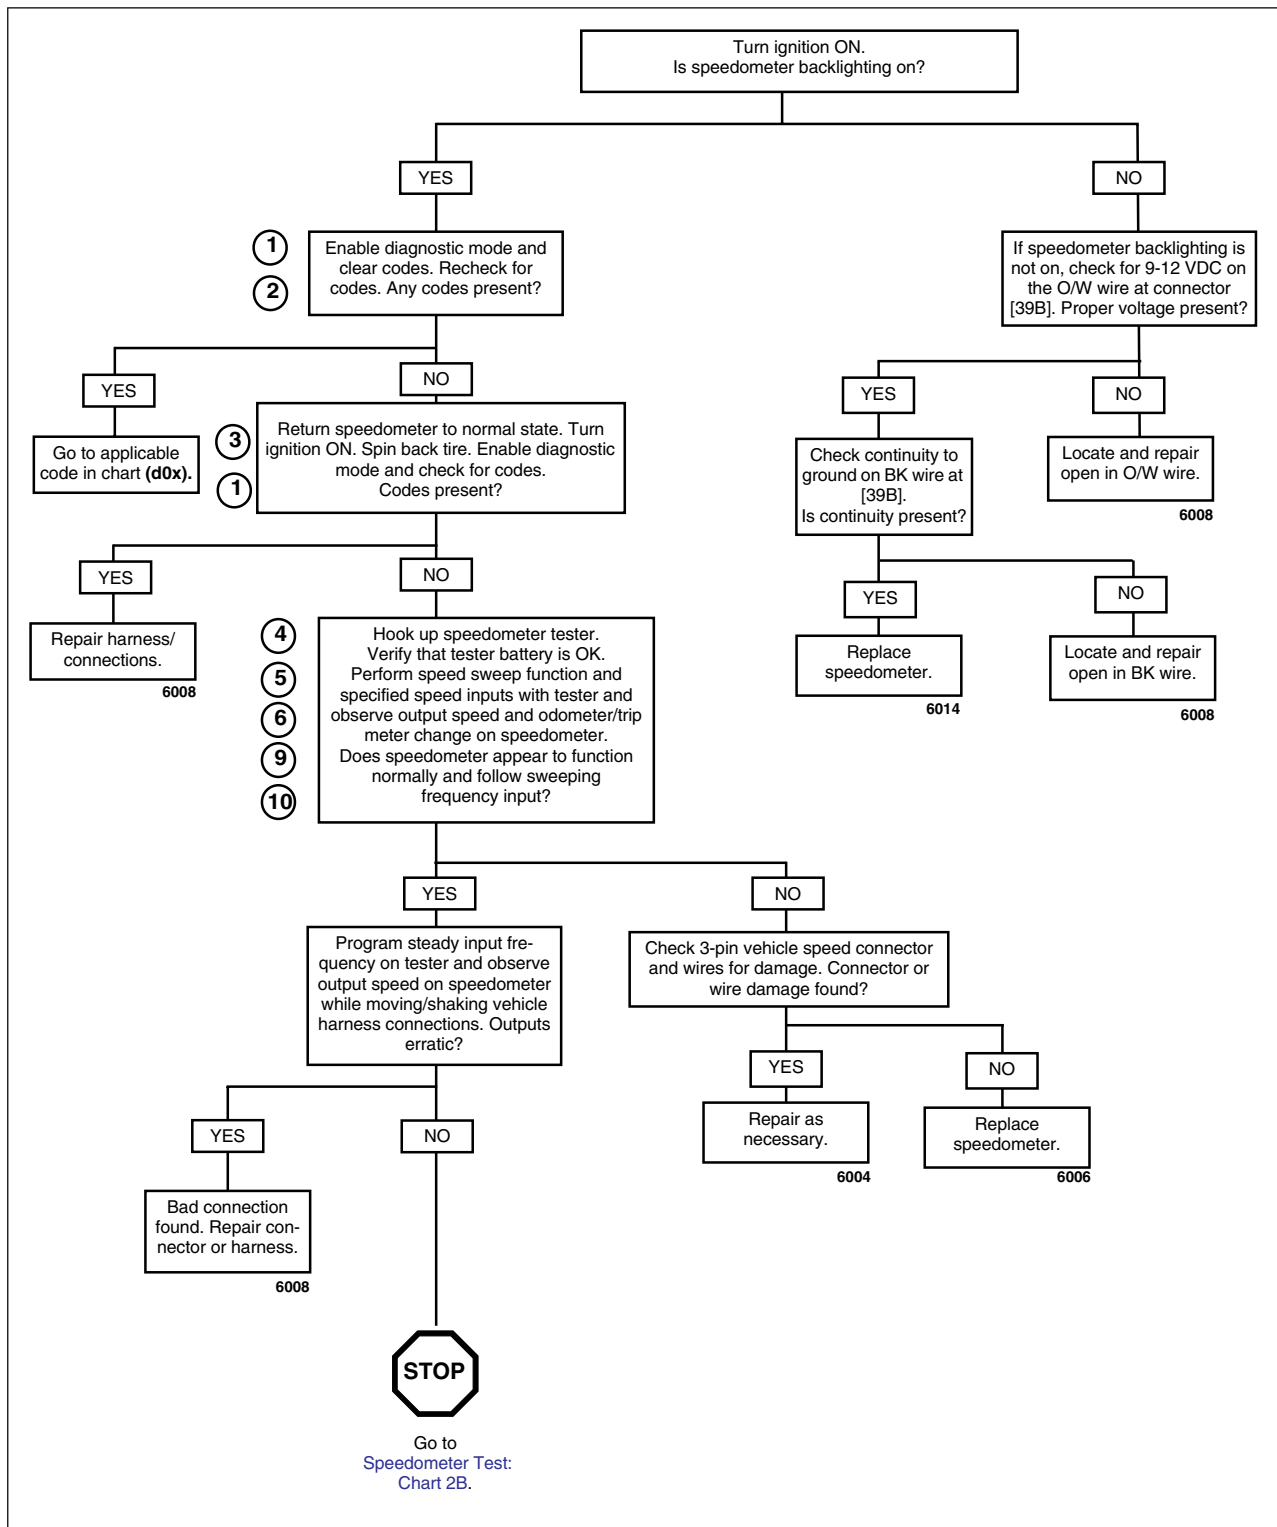 Turn ignition ON.
Is speedometer backlighting on?
YES
NO
1
2
Enable diagnostic mode and
clear codes. Recheck for
codes. Any codes present?
If speedometer backlighting is
not on, check for 9-12 VDC on
the O/W wire at connector
[39B]. Proper voltage present?
YES
NO
YES
NO
Go to applicable
code in chart (d0x).
3
1
Return speedometer to normal state. Turn
ignition ON. Spin back tire. Enable diagnostic
mode and check for codes.
Codes present?
Check continuity to
ground on BK wire at
[39B].
Is continuity present?
Locate and repair
open in O/W wire.
6008
YES
NO
YES
NO
Repair harness/
connections.
6008
4
5
6
9
10
Hook up speedometer tester.
Verify that tester battery is OK.
Perform speed sweep function and
specified speed inputs with tester and
observe output speed and odometer/trip
meter change on speedometer.
Does speedometer appear to function
normally and follow sweeping
frequency input?
Replace
speedometer.
6014
Locate and repair
open in BK wire.
6008
YES
NO
Program steady input fre-
quency on tester and observe
output speed on speedometer
while moving/shaking vehicle
harness connections. Outputs
erratic?
Check 3-pin vehicle speed connector
and wires for damage. Connector or
wire damage found?
YES
NO
YES
NO
Repair as
necessary.
6004
Replace
speedometer.
6006
Bad connection
found. Repair con-
nector or harness.
6008
STOP
Go to
Speedometer Test:
Chart 2B.